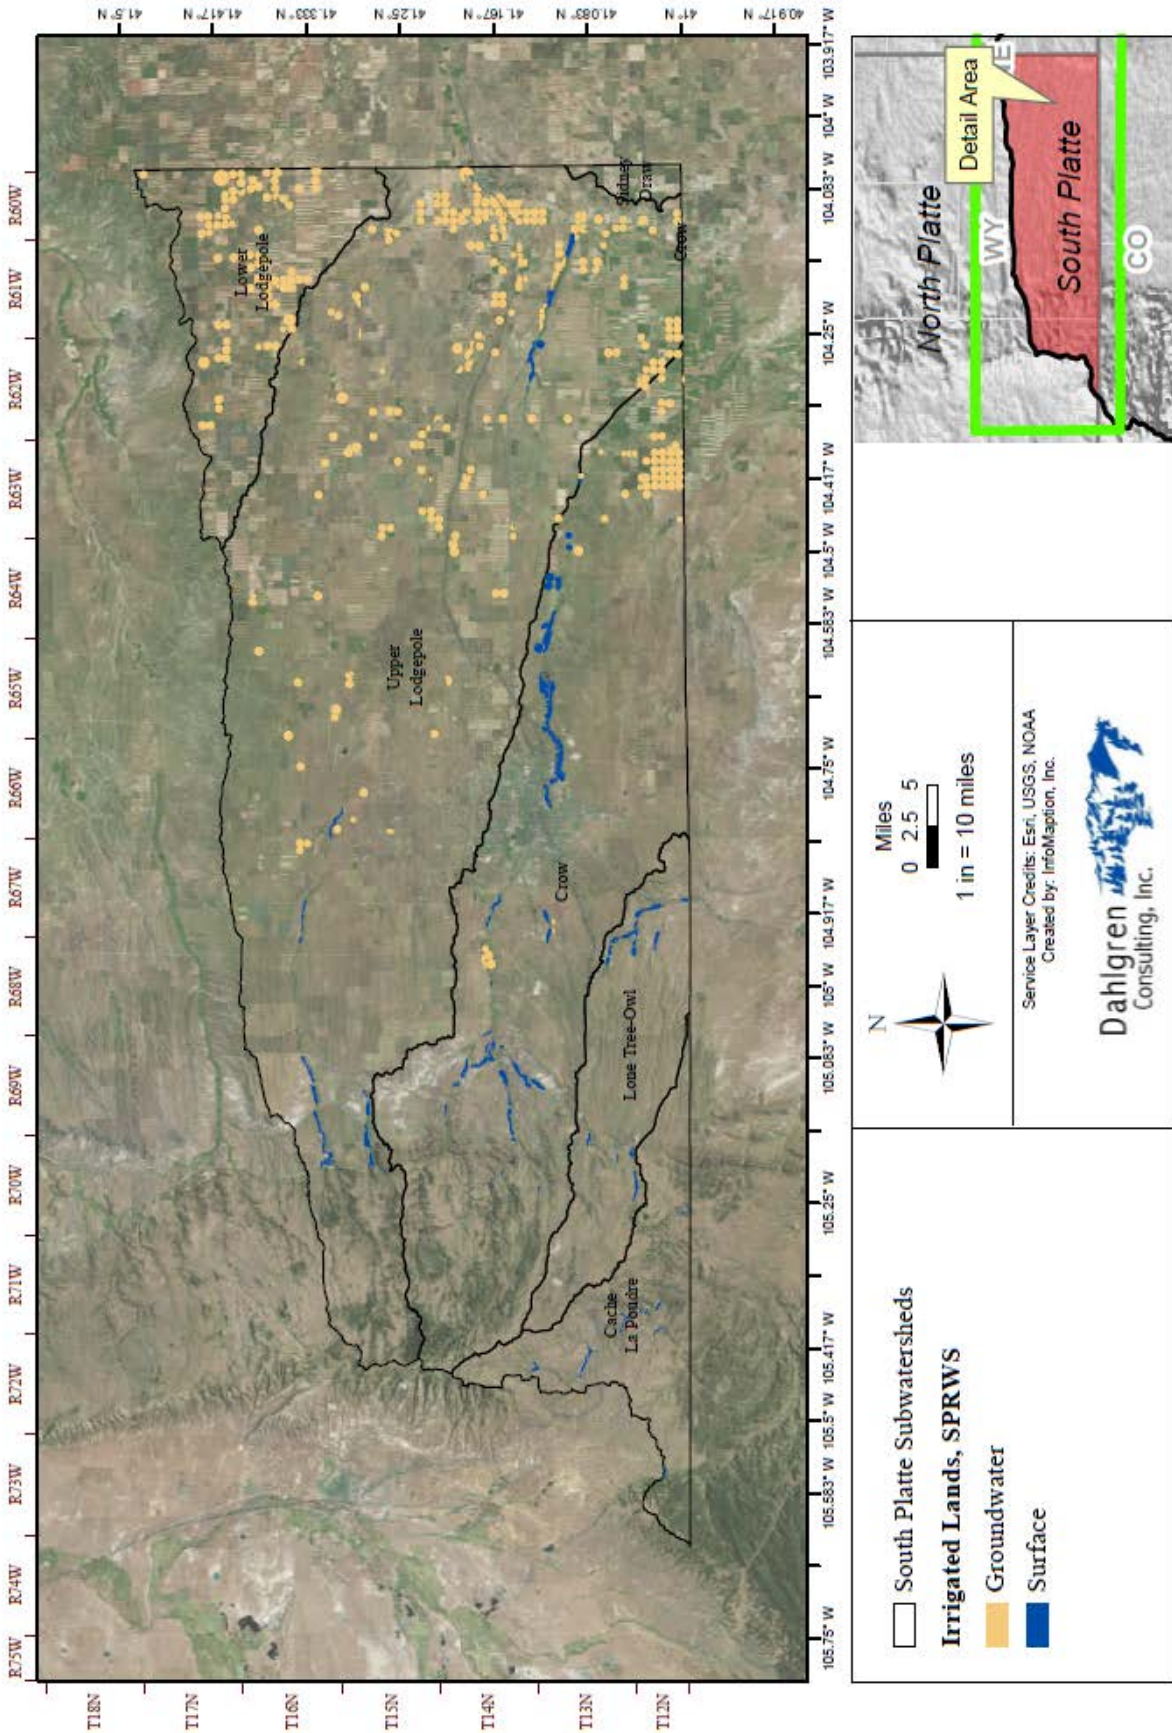 R75W
R74W
R73W
R72W
R71W
R70W
R69W
R68W
R67W
R66W
R65W
R64W
R63W
R62W
R61W
R60W
T18N
T17N
T16N
T15N
T14N
T13N
T12N
41.5° N
41.417° N
41.333° N
41.25° N
41.167° N
41.083° N
41° N
40.917° N
Lower
Lodgepole
Upper
Lodgepole
Sidney
Draw
Crow
Crow
Lone Tree-Owl
Cache
La Poudre
105.75° W
105.583° W
105.5° W
105.417° W
105.25° W
105.083° W
105° W
104.917° W
104.75° W
104.583° W
104.5° W
104.417° W
104.25° W
104.083° W
104° W
103.917° W
South Platte Subwatersheds
Irrigated Lands, SPRWS
Groundwater
Surface
N
Miles
0 2.5 5
1 in = 10 miles
Service Layer Credits: Esri, USGS, NOAA
Created by: InfoMaption, Inc.
Dahlgren
Consulting, Inc.
North Platte
WY
Detail Area
South Platte
CO